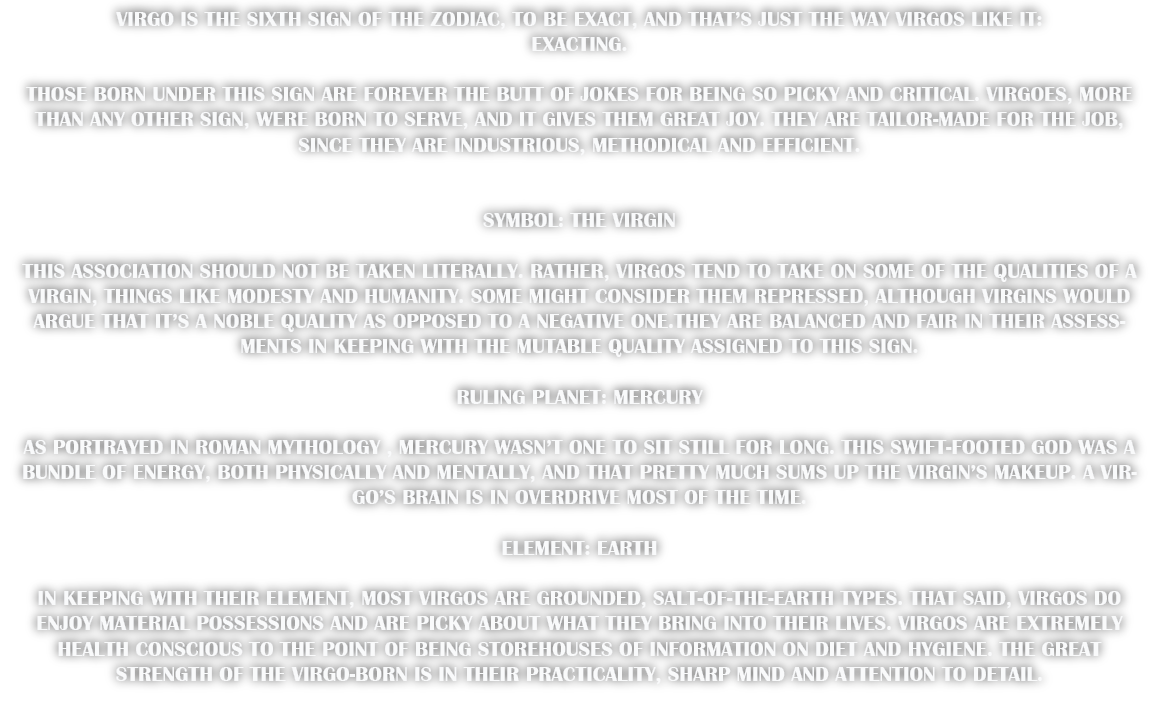 VIRGO IS THE SIXTH SIGN OF THE ZODIAC, TO BE EXACT. AND THAT'S JUST THE WAY VIRGOS LIKE IT:
EXACTING.
THOSE BORN UNDER THIS SIGN ARE FOREVER THE BUTT OF JOKES FOR BEING SO PICKY AND CRITICAL. VIRGOES, MORE
THAN ANY OTHER SIGN, WERE BORN TO SERVE, AND IT GIVES THEM GREAT JOY. THEY ARE TAILOR-MADE FOR THE JOB,
SINCE THEY ARE INDUSTRIOUS, METHODICAL AND EFFICIENT.
SYMBOL: THE VIRGIN
THIS ASSOCIATION SHOULD NOT BE TAKEN LITERALLY. RATHER, VIRGOS TEND TO TAKE ON SOME OF THE QUALITIES OF A
VIRGIN, THINGS LIKE MODESTY AND HUMANITY. SOME MIGHT CONSIDER THEM REPRESSED, ALTHOUGH VIRGINS WOULD
ARGUE THAT IT'S A NOBLE QUALITY AS OPPOSED TO A NEGATIVE ONE.THEY ARE BALANCED AND FAIR IN THEIR ASSESS-
MENTS IN KEEPING WITH THE MUTABLE QUALITY ASSIGNED TO THIS SIGN.
RULING PLANET: MERCURY
AS PORTRAYED IN ROMAN MYTHOLOGY , MERCURY WASN'T ONE TO SIT STILL FOR LONG. THIS SWIFT-FOOTED GOD WAS A
BUNDLE OF ENERGY, BOTH PHYSICALLY AND MENTALLY, AND THAT PRETTY MUCH SUMS UP THE VIRGIN'S MAKEUP. A VIR-
GO'S BRAIN IS IN OVERDRIVE MOST OF THE TIME.
ELEMENT: EARTH
IN KEEPING WITH THEIR ELEMENT, MOST VIRGOS ARE GROUNDED, SALT-OF-THE-EARTH TYPES. THAT SAID, VIRGOS DO
ENJOY MATERIAL POSSESSIONS AND ARE PICKY ABOUT WHAT THEY BRING INTO THEIR LIVES. VIRGOS ARE EXTREMELY
HEALTH CONSCIOUS TO THE POINT OF BEING STOREHOUSES OF INFORMATION ON DIET AND HYGIENE. THE GREAT
STRENGTH OF THE VIRGO-BORN IS IN THEIR PRACTICALITY, SHARP MIND AND ATTENTION TO DETAIL.